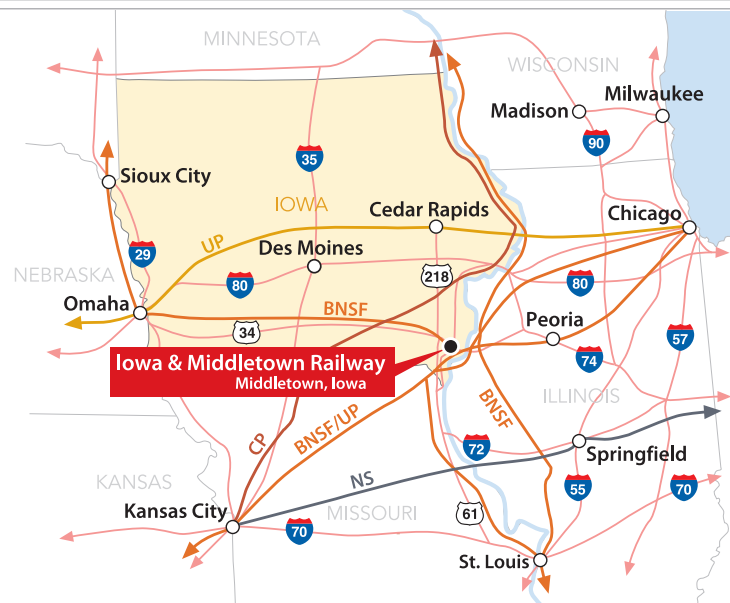 MINNESOTA
WISCONSIN
Milwaukee
Madison
90
35
Sioux City
IOWA
Cedar Rapids
Chicago
UP
Des Moines
29
218
NEBRASKA
80
80
Omaha
BNSF
Peoria
34
57
Iowa & Middletown Railway
Middletown, Iowa
74
ILLINOIS
BNSF
BNSF/UP
CP
72
Springfield
NS
KANSAS
55
70
Kansas City
MISSOURI
61
70
St. Louis